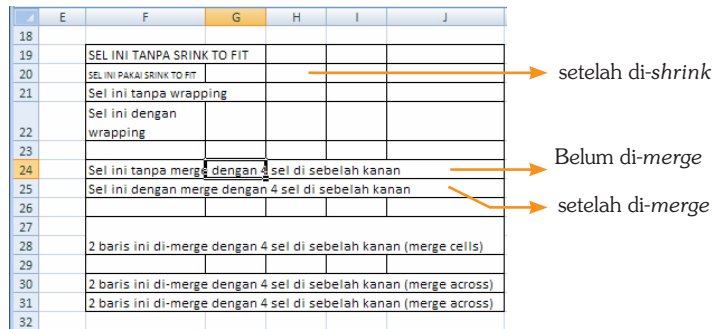 E F G H I J
18
19 SEL INI TANPA SRINK TO FIT
20 SEL INI PAKAI SRINK TO FIT setelah di-shrink
21 Sel ini tanpa wrapping
Sel ini dengan
22 wrapping
23
24 Sel ini tanpa merge dengan 4 sel di sebelah kanan Belum di-merge
25 Sel ini dengan merge dengan 4 sel di sebelah kanan setelah di-merge
26
27
28 2 baris ini di-merge dengan 4 sel di sebelah kanan (merge cells)
29
30 2 baris ini di-merge dengan 4 sel di sebelah kanan (merge across)
31 2 baris ini di-merge dengan 4 sel di sebelah kanan (merge across)
32